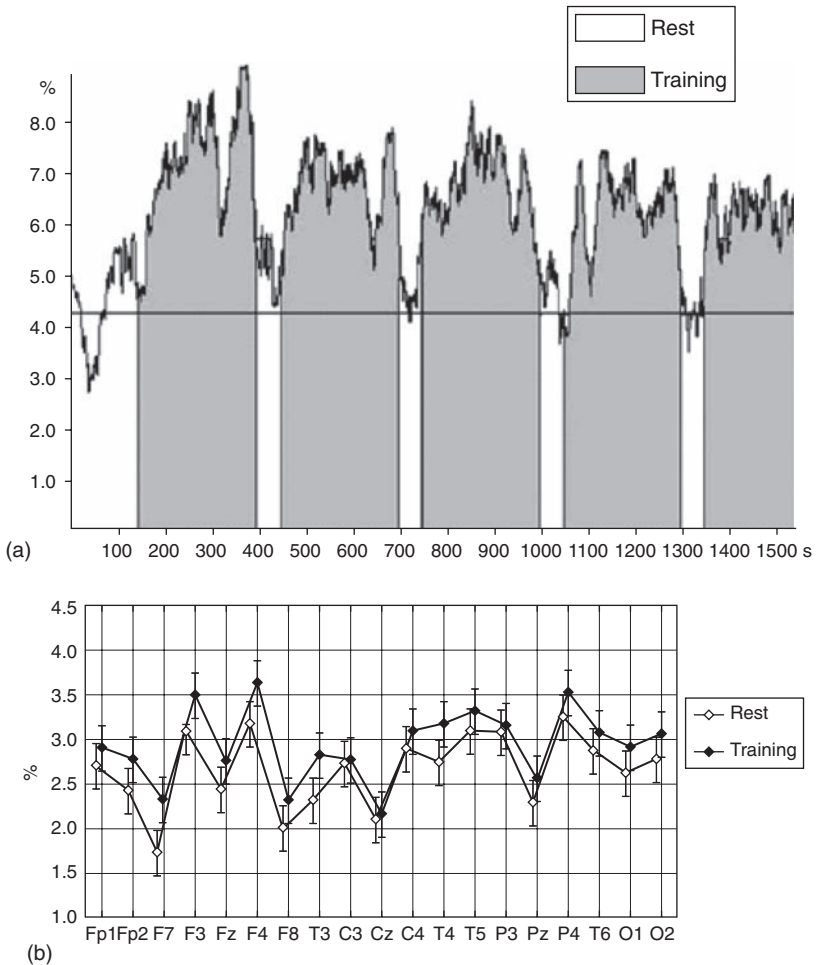 Rest
Training
%
8.0
7.0
6.0
5.0
4.0
3.0
2.0
1.0
100 200 300 400 500 600 700 800 900 1000 1100 1200 1300 1400 1500 s
(a)
4.5
4.0
3.5
3.0
2.5
2.0
1.5
1.0
%
Rest
Training
Fp1 Fp2 F7 F3 Fz F4 F8 T3 C3 Cz C4 T4 T5 P3 Pz P4 T6 O1 O2
(b)